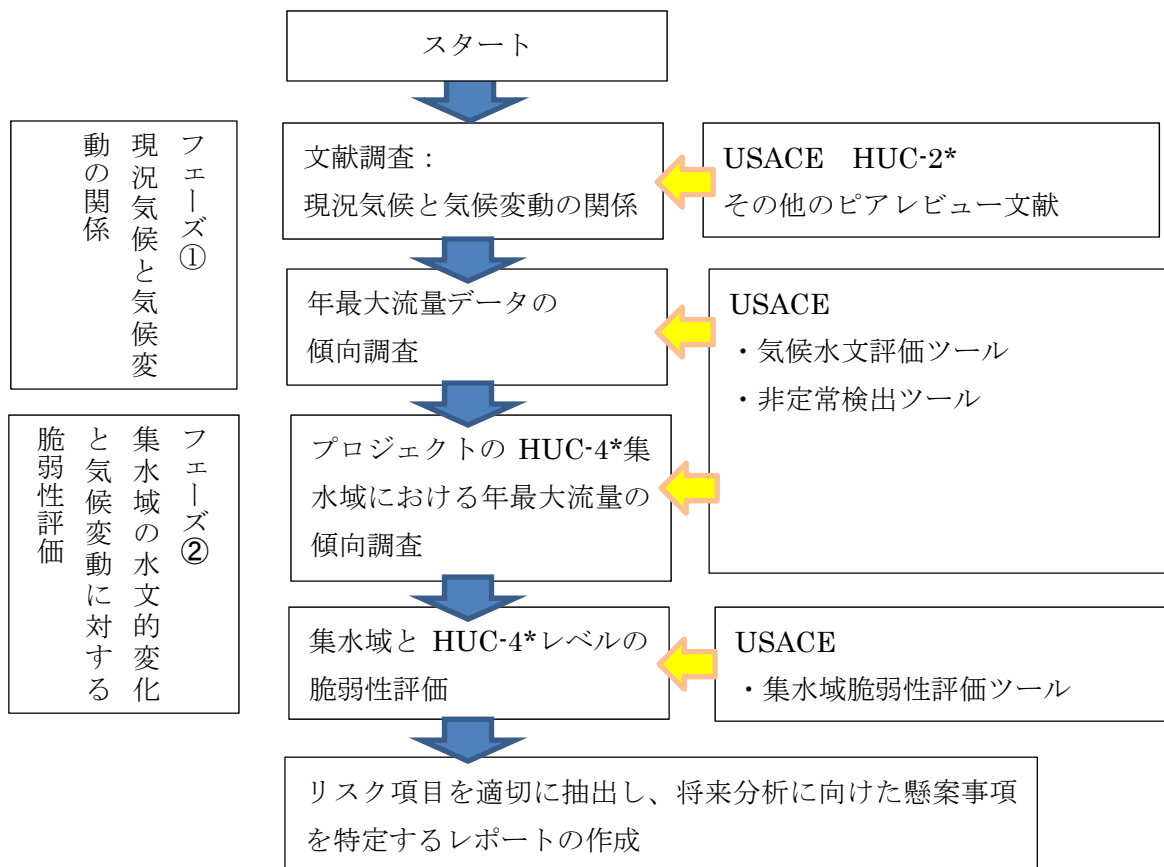 スタート
フェーズ①
現況気候と気候変
動の関係
文献調査：
現況気候と気候変動の関係
USACE　HUC-2*
その他のピアレビュー文献
年最大流量データの
傾向調査
USACE
・気候水文評価ツール
・非定常検出ツール
フェーズ②
集水域の水文的変化
と気候変動に対する
脆弱性評価
プロジェクトの HUC-4*集
水域における年最大流量の
傾向調査
集水域と HUC-4*レベルの
脆弱性評価
USACE
・集水域脆弱性評価ツール
リスク項目を適切に抽出し、将来分析に向けた懸案事項
を特定するレポートの作成